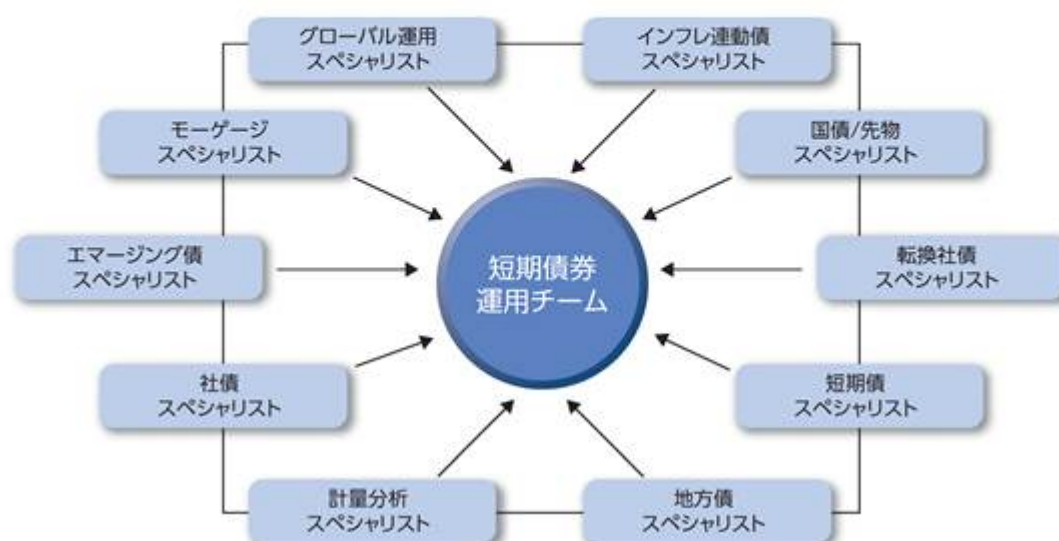 グローバル運用
スペシャリスト
インフレ連動債
スペシャリスト
モーゲージ
スペシャリスト
国債/先物
スペシャリスト
エマージング債
スペシャリスト
短期債券
運用チーム
転換社債
スペシャリスト
社債
スペシャリスト
短期債
スペシャリスト
計量分析
スペシャリスト
地方債
スペシャリスト